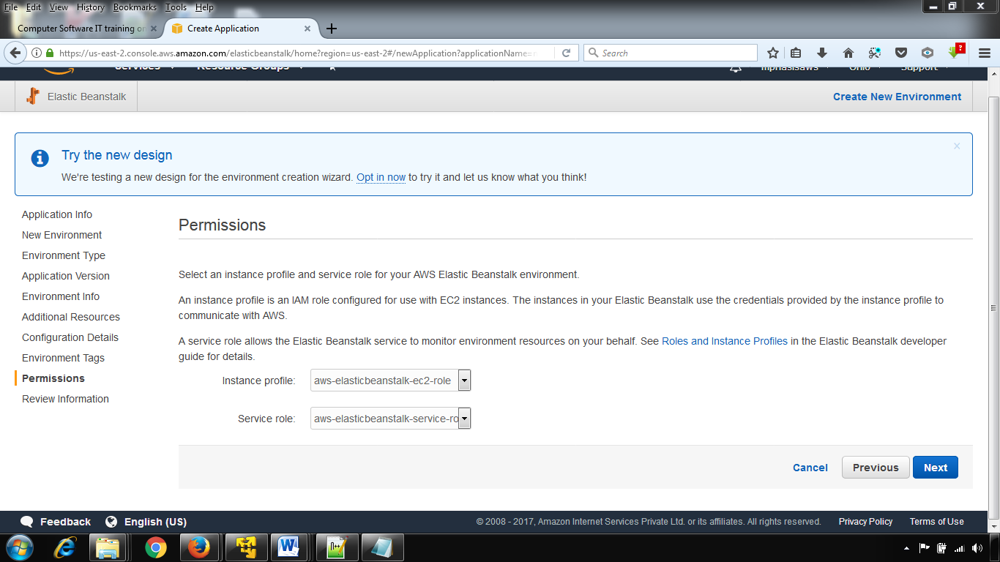 File Edit View History Bookmarks Tools Help
Computer Software IT training on
Create Application
https://us-east-2.console.aws.amazon.com/elasticbeanstalk/home?region=us-east-2#/newApplication?applicationName=
Search
Services
Resource Groups
mphasisaws
Ohio
Support
Elastic Beanstalk
Create New Environment
Try the new design
We're testing a new design for the environment creation wizard. Opt in now to try it and let us know what you think!
Application Info
New Environment
Environment Type
Application Version
Environment Info
Additional Resources
Configuration Details
Environment Tags
Permissions
Review Information
Permissions
Select an instance profile and service role for your AWS Elastic Beanstalk environment.
An instance profile is an IAM role configured for use with EC2 instances. The instances in your Elastic Beanstalk use the credentials provided by the instance profile to
communicate with AWS.
A service role allows the Elastic Beanstalk service to monitor environment resources on your behalf. See Roles and Instance Profiles in the Elastic Beanstalk developer
guide for details.
Instance profile: aws-elasticbeanstalk-ec2-role
Service role: aws-elasticbeanstalk-service-ro
Cancel
Previous
Next
Feedback
English (US)
© 2008 - 2017, Amazon Internet Services Private Ltd. or its affiliates. All rights reserved.
Privacy Policy
Terms of Use